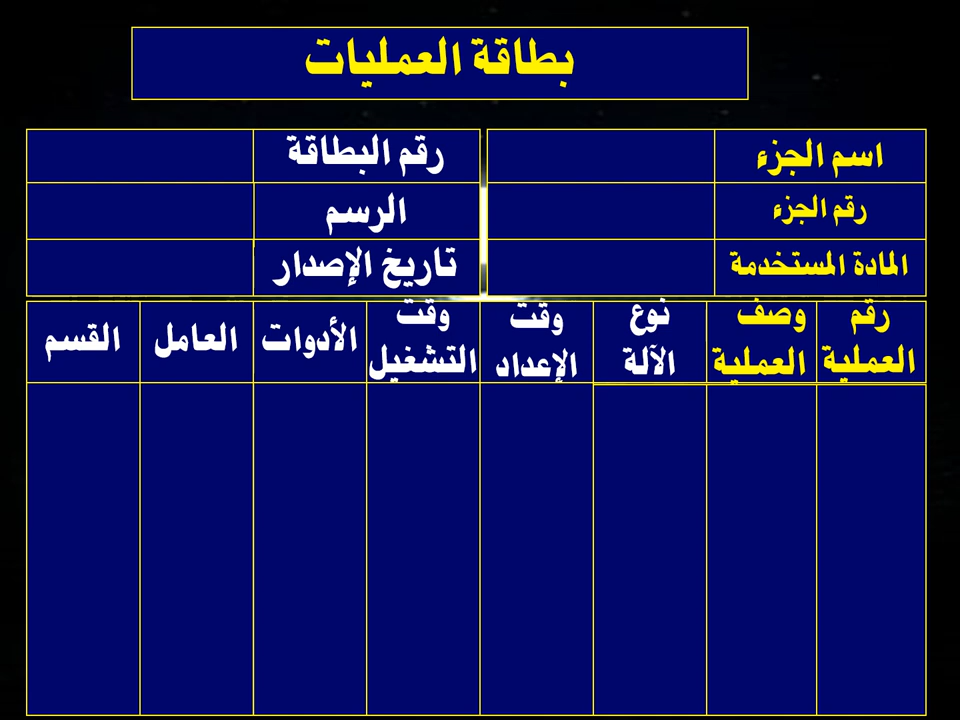 بطاقة العمليات
اسم الجزء
رقم البطاقة
رقم الجزء
الرسم
المادة المستخدمة
تاريخ الإصدار
رقم
العملية
وصف
العملية
نوع
الآلة
وقت
الإعداد
وقت
التشغيل
الأدوات
العامل
القسم